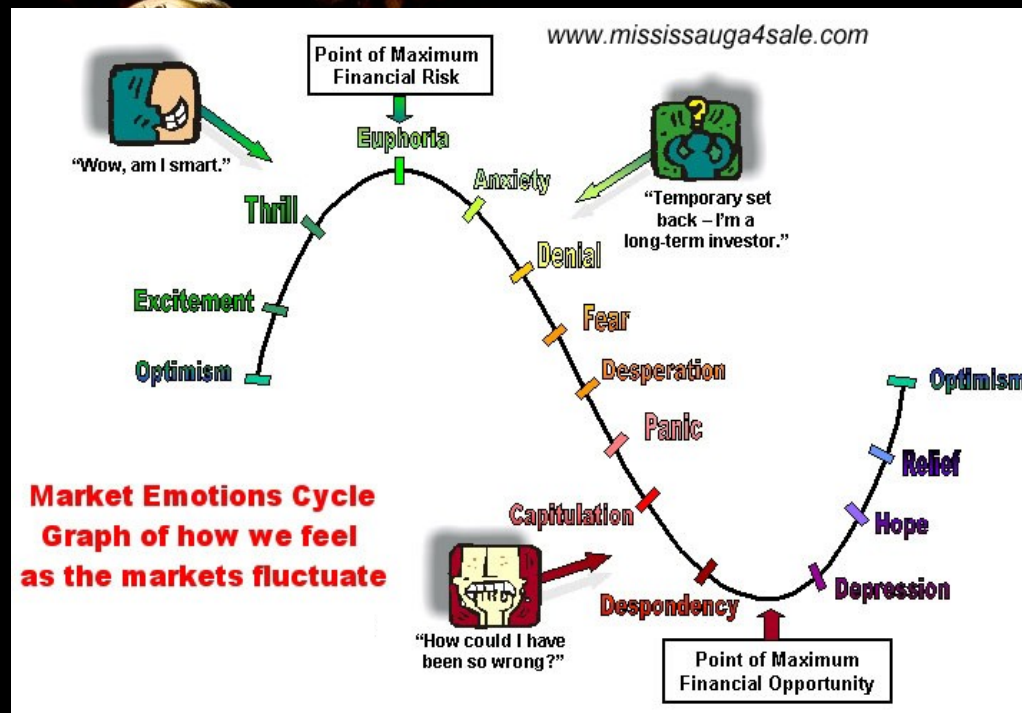 www.mississauga4sale.com
Point of Maximum
Financial Risk
Euphoria
"Wow, am I smart."
Anxiety
"Temporary set
back – I'm a
long-term investor."
Thrill
Denial
Excitement
Fear
Optimism
Desperation
Optimism
Panic
Relief
Market Emotions Cycle
Graph of how we feel
as the markets fluctuate
Capitulation
Hope
Despondency
Depression
"How could I have
been so wrong?"
Point of Maximum
Financial Opportunity